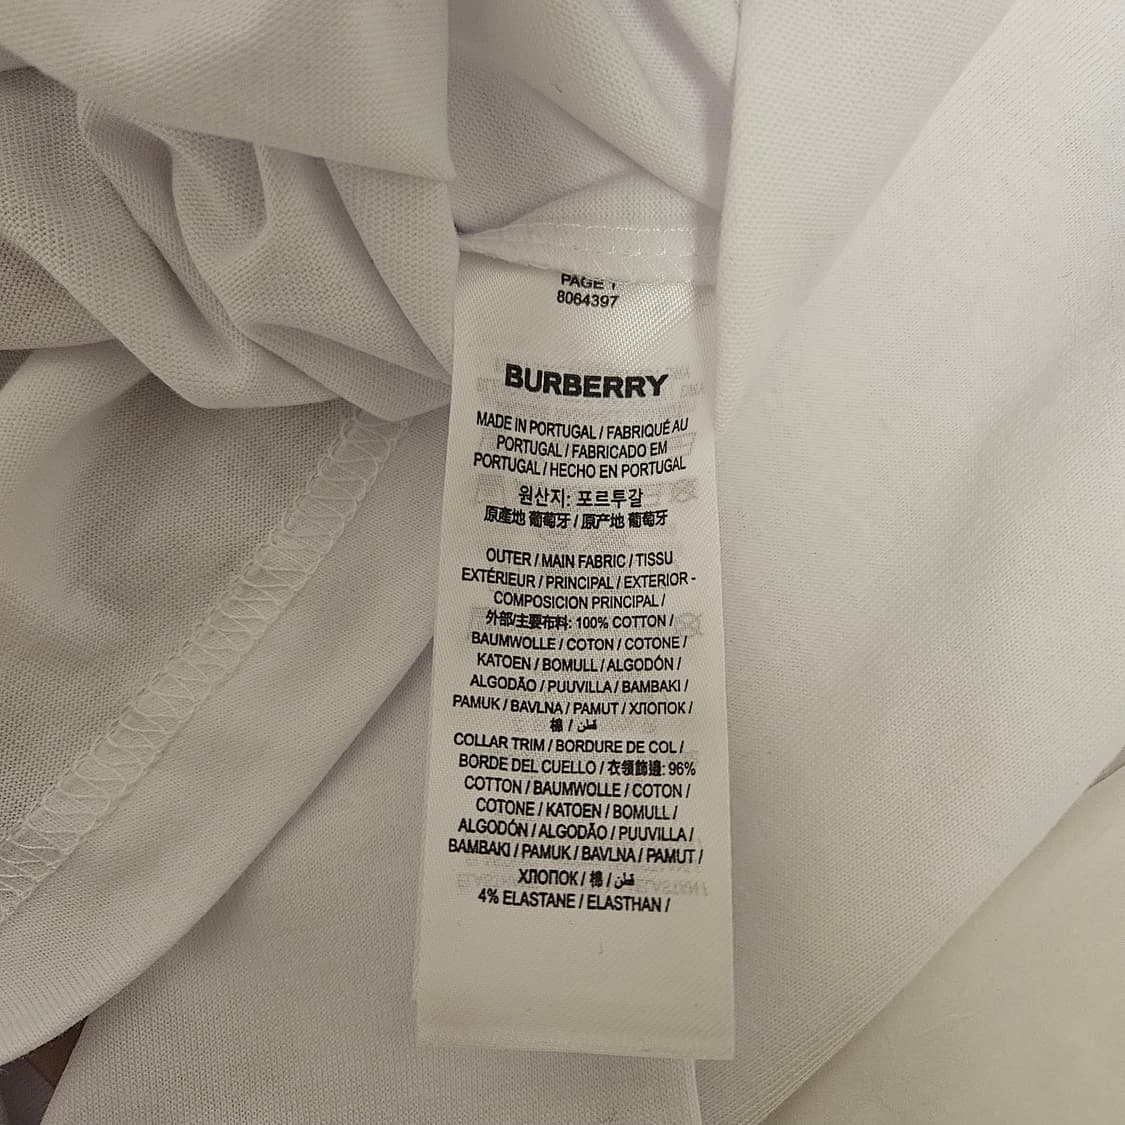 PAGE 1
8064397
BURBERRY
MADE IN PORTUGAL / FABRIQUÉ AU
PORTUGAL / FABRICADO EM
PORTUGAL / HECHO EN PORTUGAL
원산지: 포르투갈
原產地 葡萄牙 / 原产地 葡萄牙
OUTER / MAIN FABRIC / TISSU
EXTÉRIEUR / PRINCIPAL / EXTERIOR -
COMPOSICION PRINCIPAL /
外部/主要布料: 100% COTTON /
BAUMWOLLE / COTON / COTONE /
KATOEN / BOMULL / ALGODÓN /
ALGODÃO / PUUVILLA / BAMBAKI /
PAMUK / BAVLNA / PAMUT / ХЛОПОК /
棉 / قطن
COLLAR TRIM / BORDURE DE COL /
BORDE DEL CUELLO / 衣領飾邊: 96%
COTTON / BAUMWOLLE / COTON /
COTONE / KATOEN / BOMULL /
ALGODÓN / ALGODÃO / PUUVILLA /
BAMBAKI / PAMUK / BAVLNA / PAMUT /
ХЛОПОК / 棉 / قطن
4% ELASTANE / ELASTHAN /